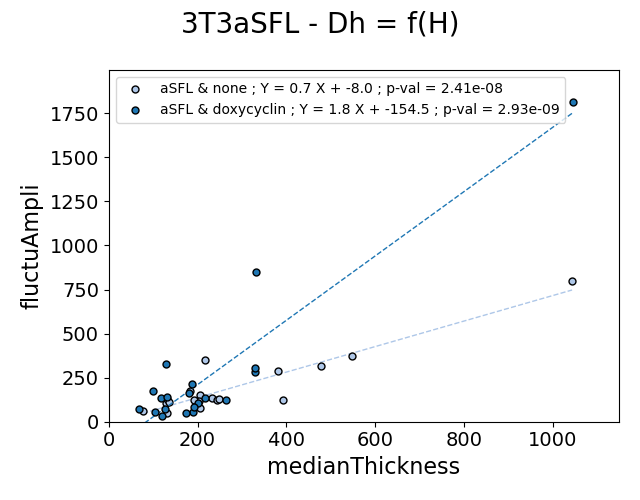 3T3aSFL - Dh = f(H)
aSFL & none ; Y = 0.7 X + -8.0 ; p-val = 2.41e-08
aSFL & doxycyclin ; Y = 1.8 X + -154.5 ; p-val = 2.93e-09
fluctuAmpli
1750
1500
1250
1000
750
500
250
0
0 200 400 600 800 1000
medianThickness